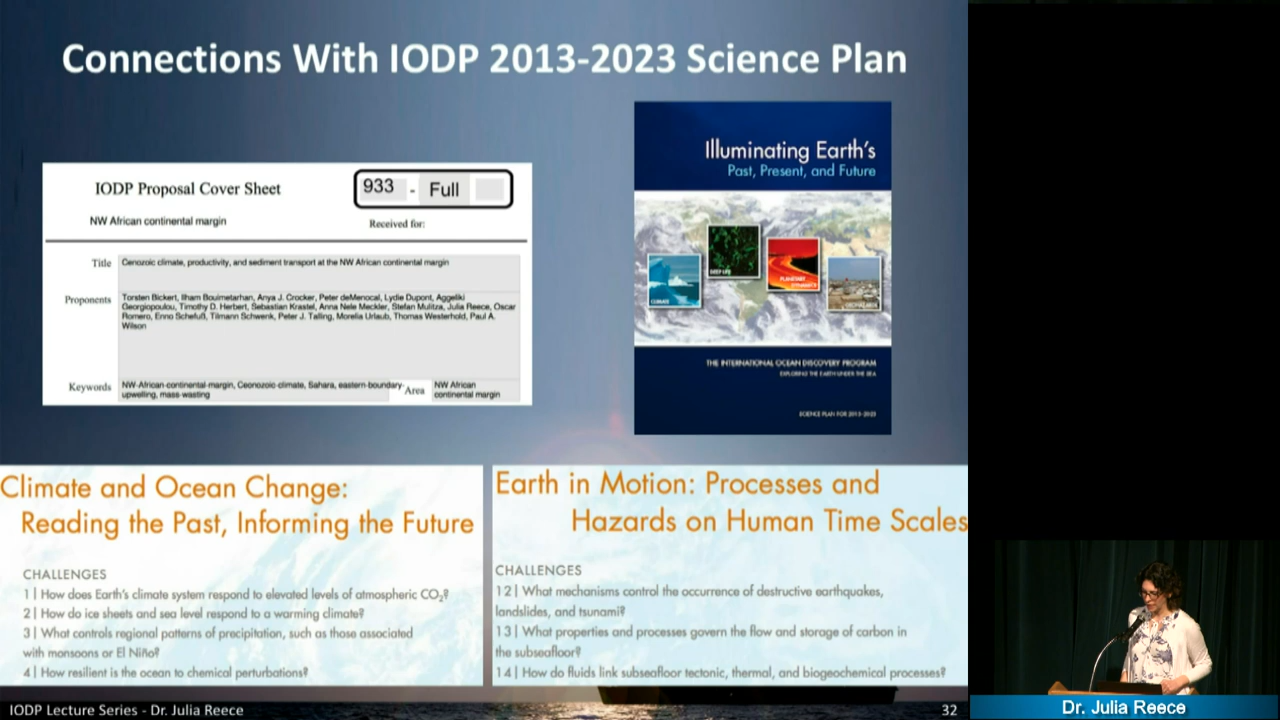 Connections With IODP 2013-2023 Science Plan
IODP Proposal Cover Sheet
933 - Full
NW African continental margin
Received for:
Title
Cenozoic climate, productivity, and sediment transport at the NW African continental margin
Proponents
Torsten Bickert, Ilham Bouimetarhan, Anya J. Crocker, Peter deMenocal, Lydie Dupont, Aggeliki
Georgiopoulou, Timothy D. Herbert, Sebastian Krastel, Anna Nele Meckler, Stefan Mulitza, Julia Reece, Oscar
Romero, Enno Schefuß, Tilmann Schwenk, Peter J. Talling, Morelia Urlaub, Thomas Westerhold, Paul A.
Wilson
Keywords
NW-African-continental-margin, Ceonozoic-climate, Sahara, eastern-boundary-
upwelling, mass-wasting
Area
NW African
continental margin
Illuminating Earth's
Past, Present, and Future
CLIMATE
DEEP LIFE
PLANETARY
DYNAMICS
GEOHAZARDS
THE INTERNATIONAL OCEAN DISCOVERY PROGRAM
EXPLORING THE EARTH UNDER THE SEA
SCIENCE PLAN FOR 2013-2023
Climate and Ocean Change:
Reading the Past, Informing the Future
CHALLENGES
1 | How does Earth's climate system respond to elevated levels of atmospheric CO₂?
2 | How do ice sheets and sea level respond to a warming climate?
3 | What controls regional patterns of precipitation, such as those associated
with monsoons or El Niño?
4 | How resilient is the ocean to chemical perturbations?
Earth in Motion: Processes and
Hazards on Human Time Scales
CHALLENGES
12 | What mechanisms control the occurrence of destructive earthquakes,
landslides, and tsunami?
13 | What properties and processes govern the flow and storage of carbon in
the subseafloor?
14 | How do fluids link subseafloor tectonic, thermal, and biogeochemical processes?
IODP Lecture Series - Dr. Julia Reece
32
Dr. Julia Reece